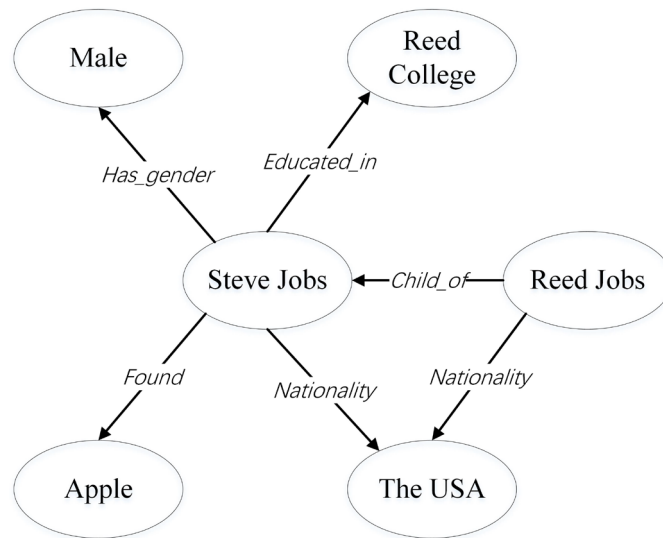 Male
Reed
College
Has_gender
Educated_in
Steve Jobs
Child_of
Reed Jobs
Found
Nationality
Nationality
Apple
The USA